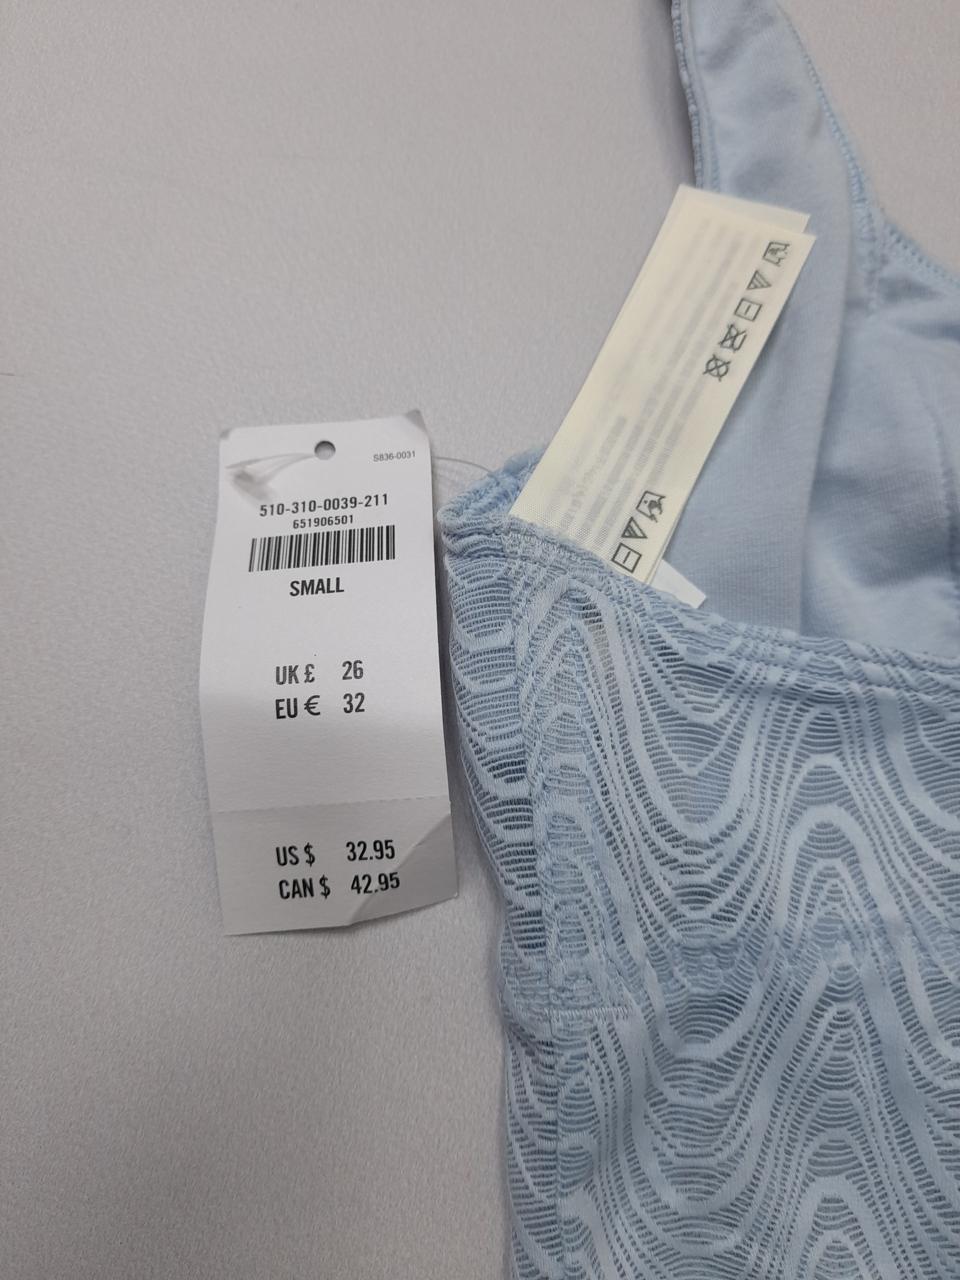 S836-0031
510-310-0039-211
651906501
SMALL
UK £ 26
EU € 32
US $ 32.95
CAN $ 42.95